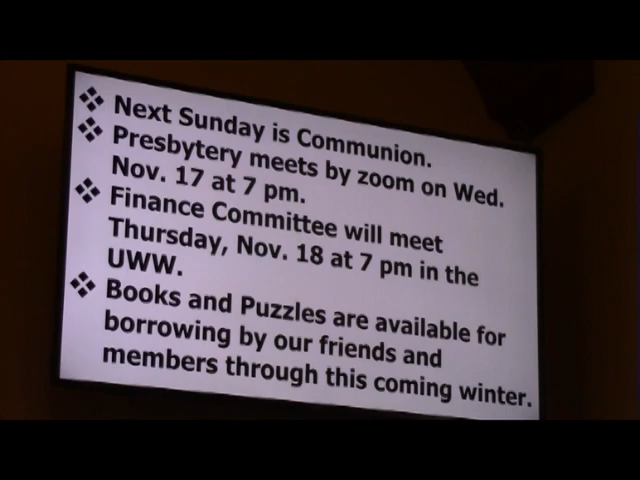 ❖ Next Sunday is Communion.
❖ Presbytery meets by zoom on Wed.
Nov. 17 at 7 pm.
❖ Finance Committee will meet
Thursday, Nov. 18 at 7 pm in the
UWW.
❖ Books and Puzzles are available for
borrowing by our friends and
members through this coming winter.